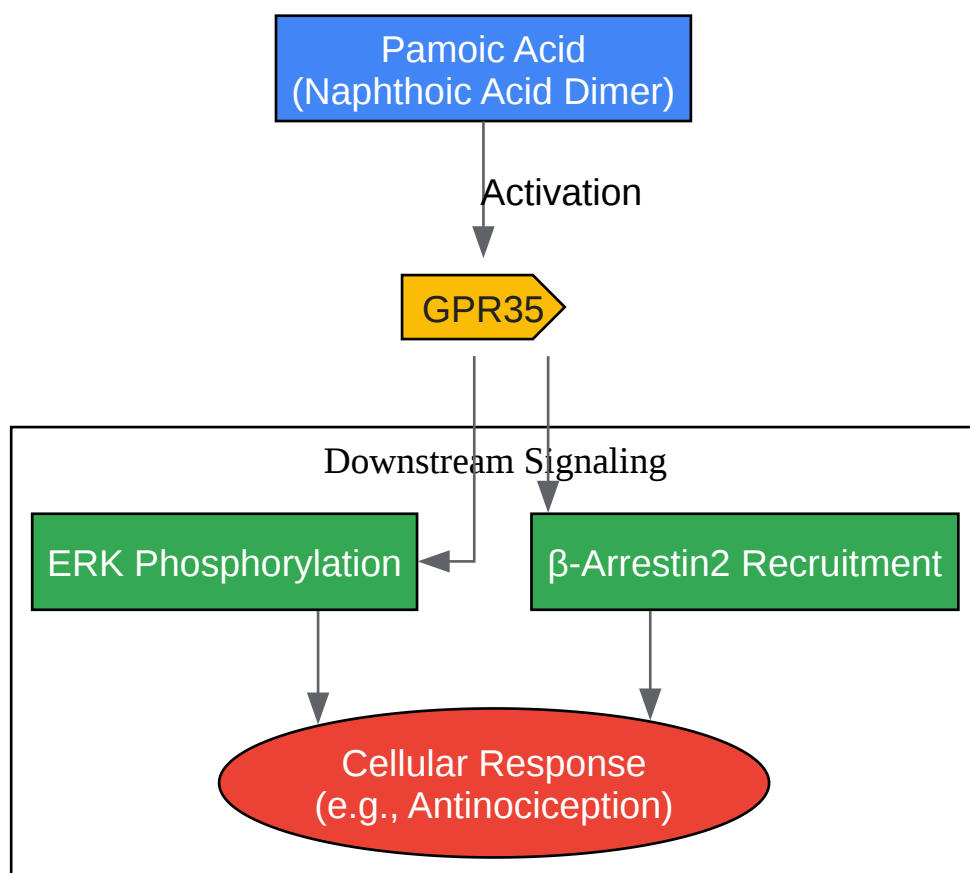 Pamoic Acid
(Naphthoic Acid Dimer)
Activation
GPR35
Downstream Signaling
ERK Phosphorylation
β-Arrestin2 Recruitment
Cellular Response
(e.g., Antinociception)